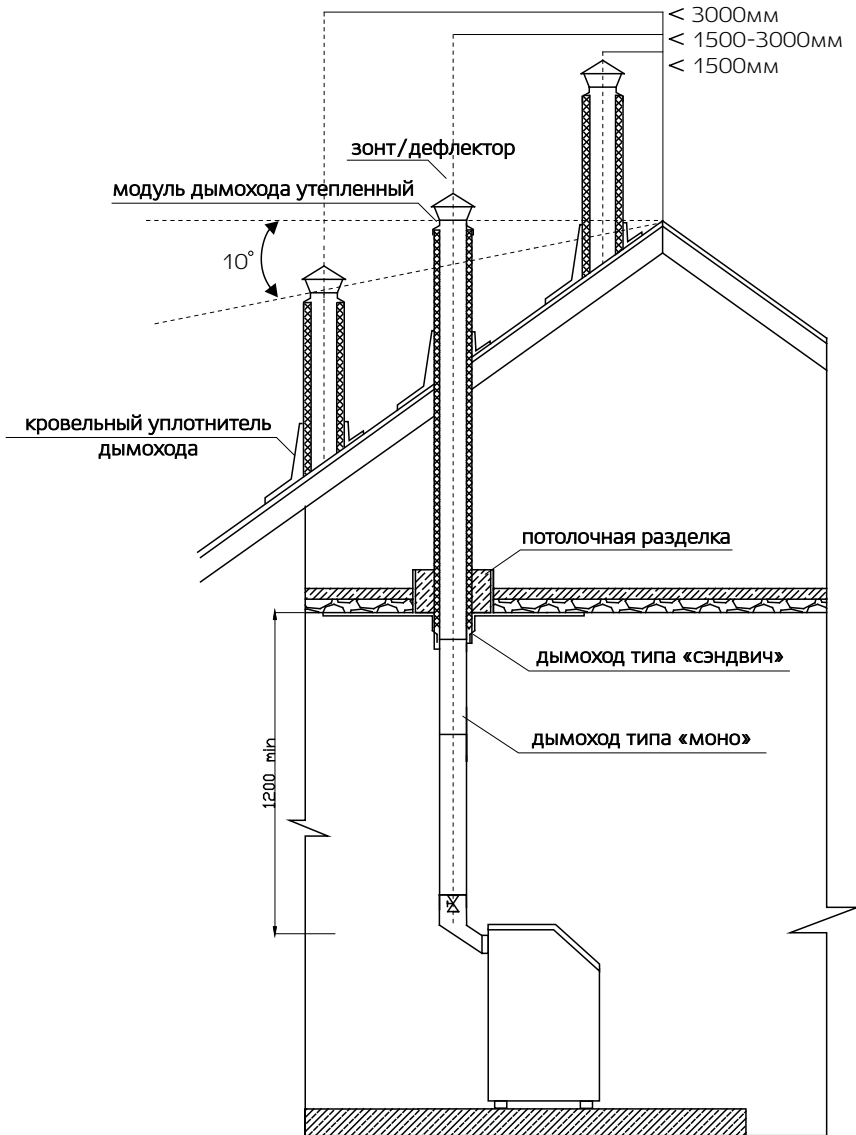 < 3000мм
< 1500-3000мм
< 1500мм
зонт/дефлектор
модуль дымохода утепленный
10°
кровельный уплотнитель
дымохода
потолочная разделка
дымоход типа «сэндвич»
дымоход типа «моно»
1200 min